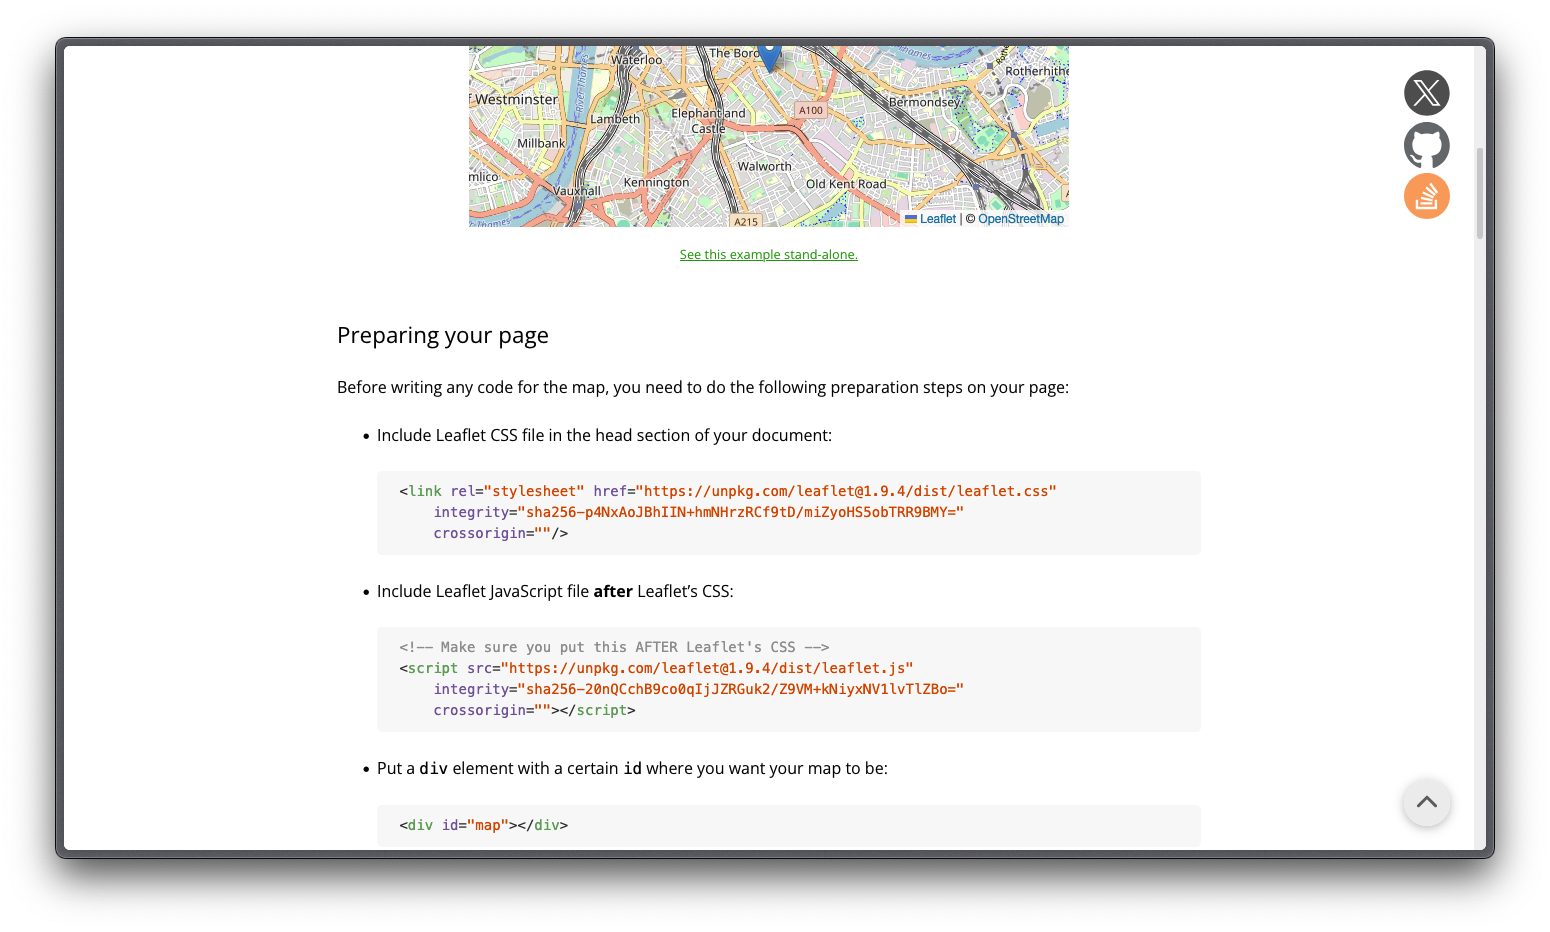 The Boro
Waterloo
Rotherhithe
Westminster
River Thames
A100
Bermondsey
Elephant and
Castle
Lambeth
Millbank
Walworth
mlico
Kennington
Old Kent Road
Vauxhall
A215
Thames
Leaflet | © OpenStreetMap
See this example stand-alone.
Preparing your page
Before writing any code for the map, you need to do the following preparation steps on your page:
• Include Leaflet CSS file in the head section of your document:
<link rel="stylesheet" href="https://unpkg.com/leaflet@1.9.4/dist/leaflet.css"
integrity="sha256-p4NxAoJBhIIN+hmNHrzRCf9tD/miZyoHS5obTRR9BMY="
crossorigin=""/>
• Include Leaflet JavaScript file after Leaflet’s CSS:
<!-- Make sure you put this AFTER Leaflet's CSS -->
<script src="https://unpkg.com/leaflet@1.9.4/dist/leaflet.js"
integrity="sha256-20nQCchB9co0qIjJZRGuk2/Z9VM+kNiyxNV1lvTlZBo="
crossorigin=""></script>
• Put a div element with a certain id where you want your map to be:
<div id="map"></div>